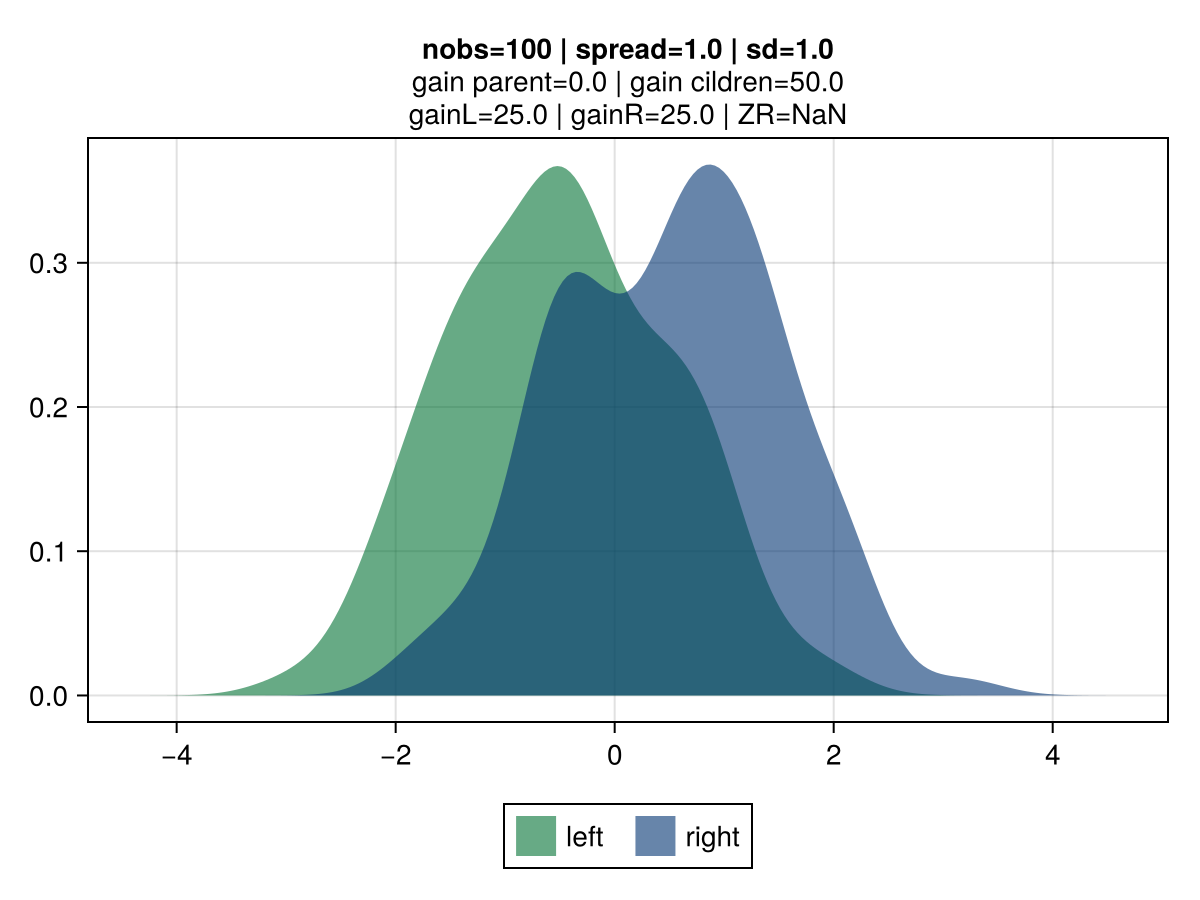 nobs=100 | spread=1.0 | sd=1.0
gain parent=0.0 | gain cildren=50.0
gainL=25.0 | gainR=25.0 | ZR=NaN
0.3
0.2
0.1
0.0
−4 −2 0 2 4
left right